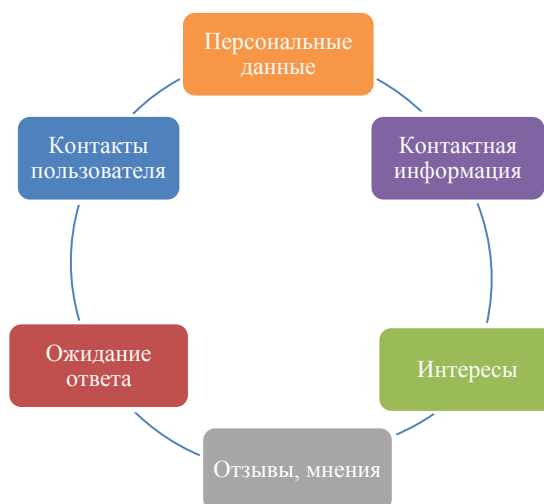 Персональные
данные
Контакты
пользователя
Контактная
информация
Ожидание
ответа
Интересы
Отзывы, мнения